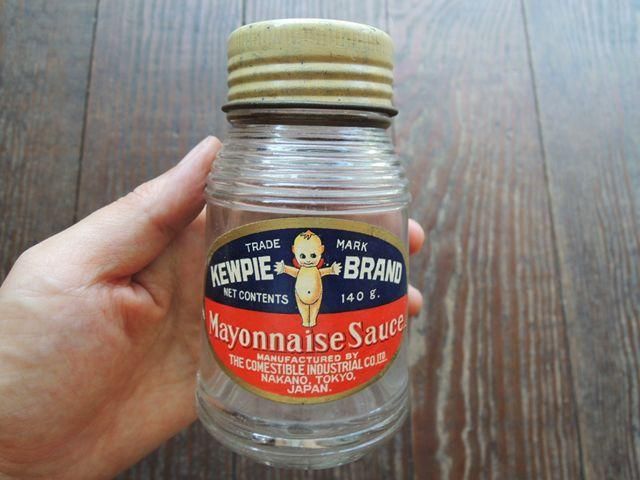 TRADE MARK
KEWPIE BRAND
NET CONTENTS 140 g.
Mayonnaise Sauce
MANUFACTURED BY
THE COMESTIBLE INDUSTRIAL CO.,LTD.
NAKANO, TOKYO,
JAPAN.